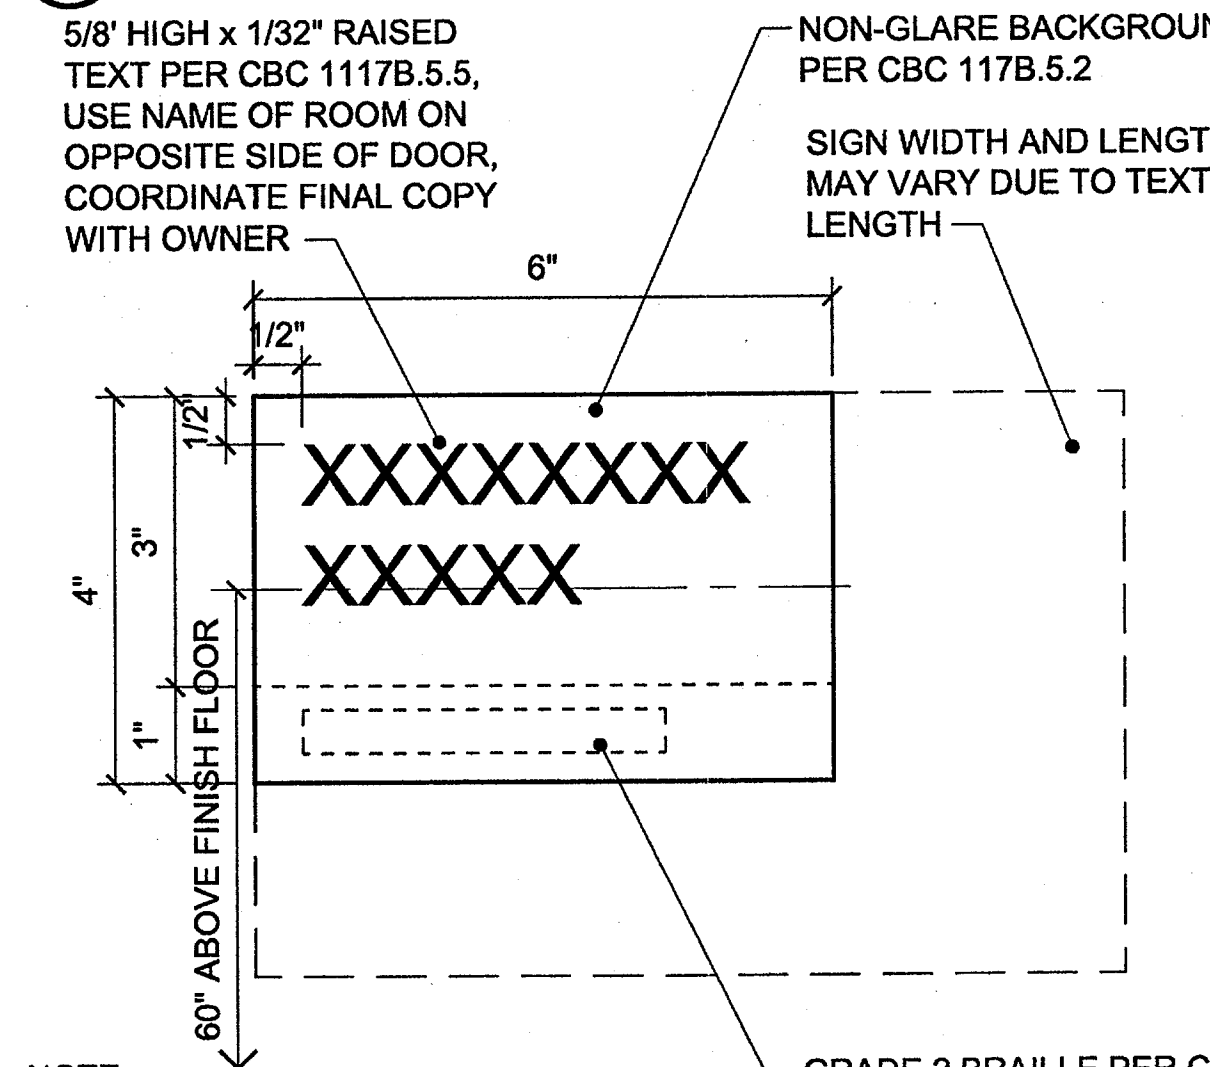 5/8' HIGH x 1/32" RAISED
TEXT PER CBC 1117B.5.5,
USE NAME OF ROOM ON
OPPOSITE SIDE OF DOOR,
COORDINATE FINAL COPY
WITH OWNER
NON-GLARE BACKGROUN
PER CBC 117B.5.2
SIGN WIDTH AND LENGT
MAY VARY DUE TO TEXT
LENGTH
6"
1/2"
1/2"
XXXXXXXX
XXXXX
3"
4"
1"
60" ABOVE FINISH FLOOR
NOTE
GRADE 2 BRAILLE PER C